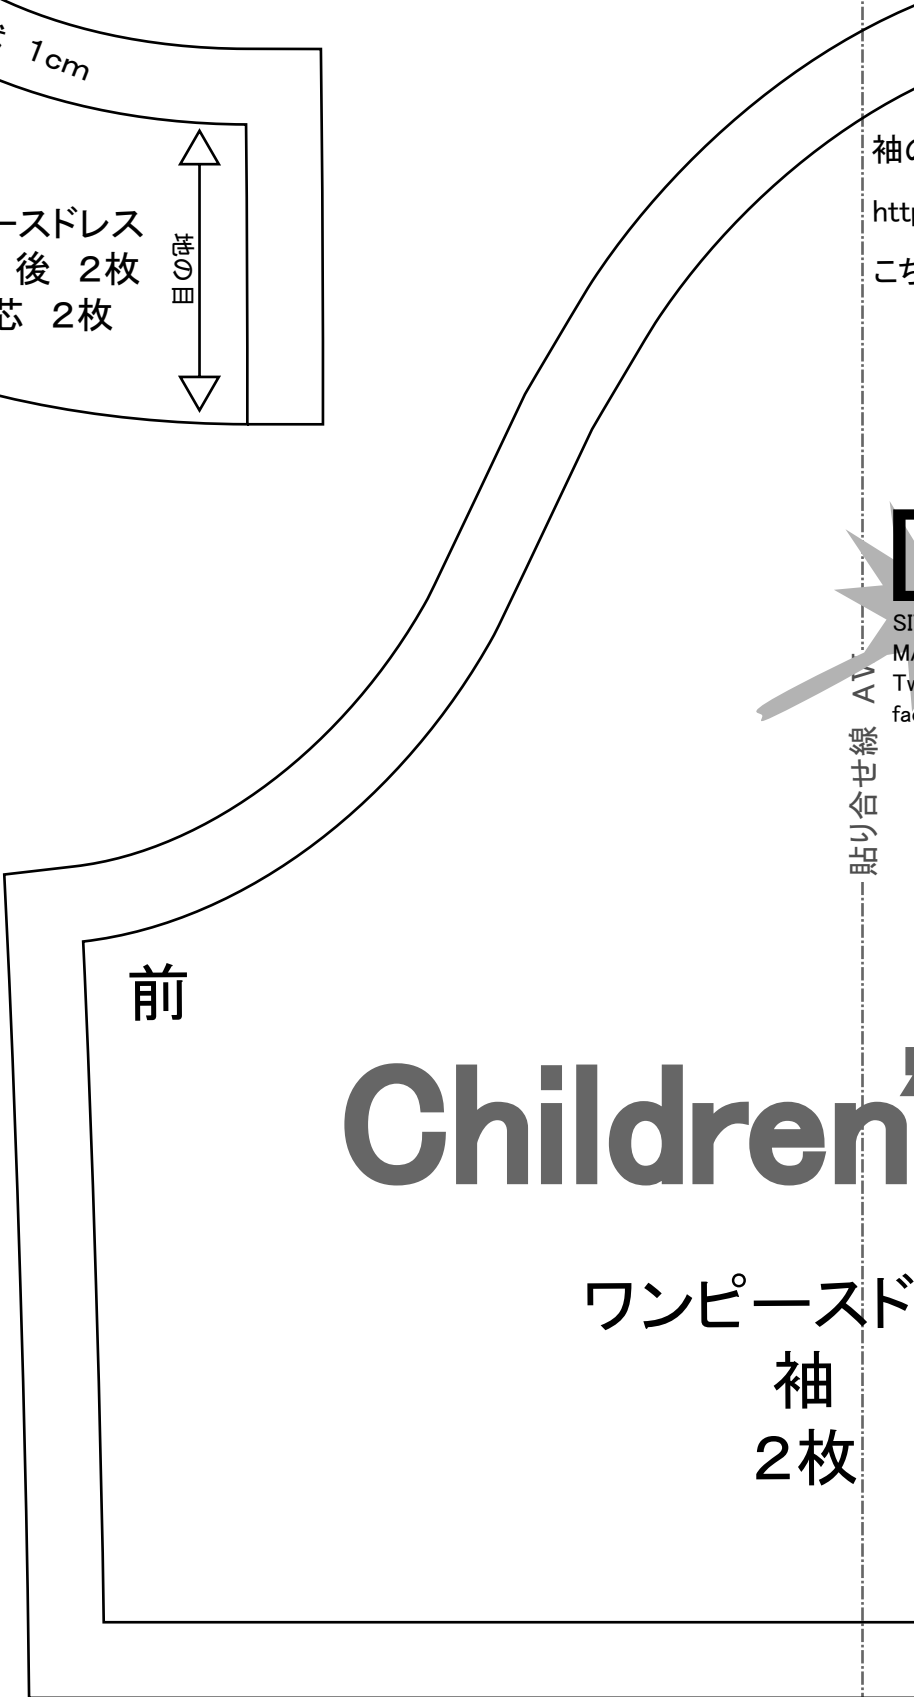 1cm
ースドレス
後 2枚
芯 2枚
地の目
袖の
http
こち
SI
MA
Tw
fac
貼り合せ線 AV
前
Children'
ワンピースド
袖
2枚